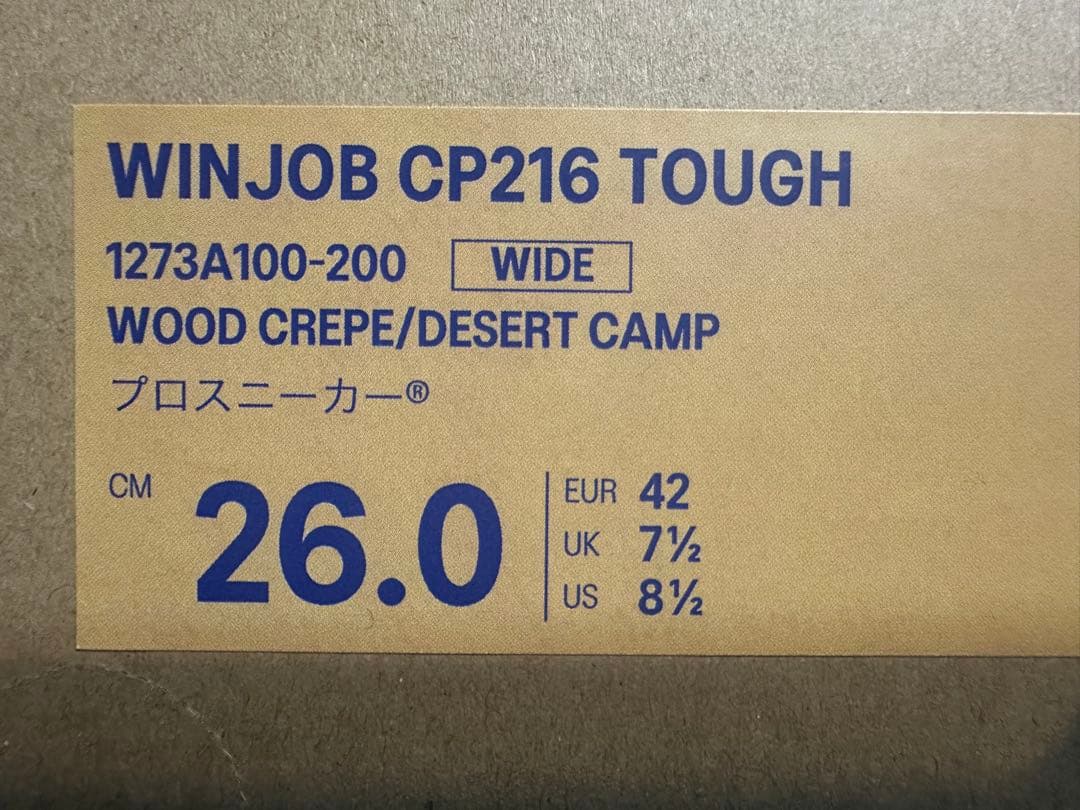 WINJOB CP216 TOUGH
1273A100-200 WIDE
WOOD CREPE/DESERT CAMP
プロスニーカー®
CM 26.0
EUR 42
UK 7½
US 8½